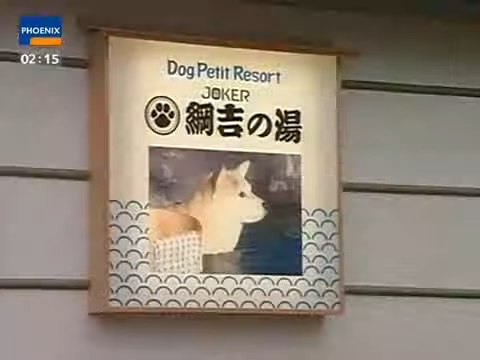 PHOENIX
02:15
Dog Petit Resort
JOKER
綱吉の湯